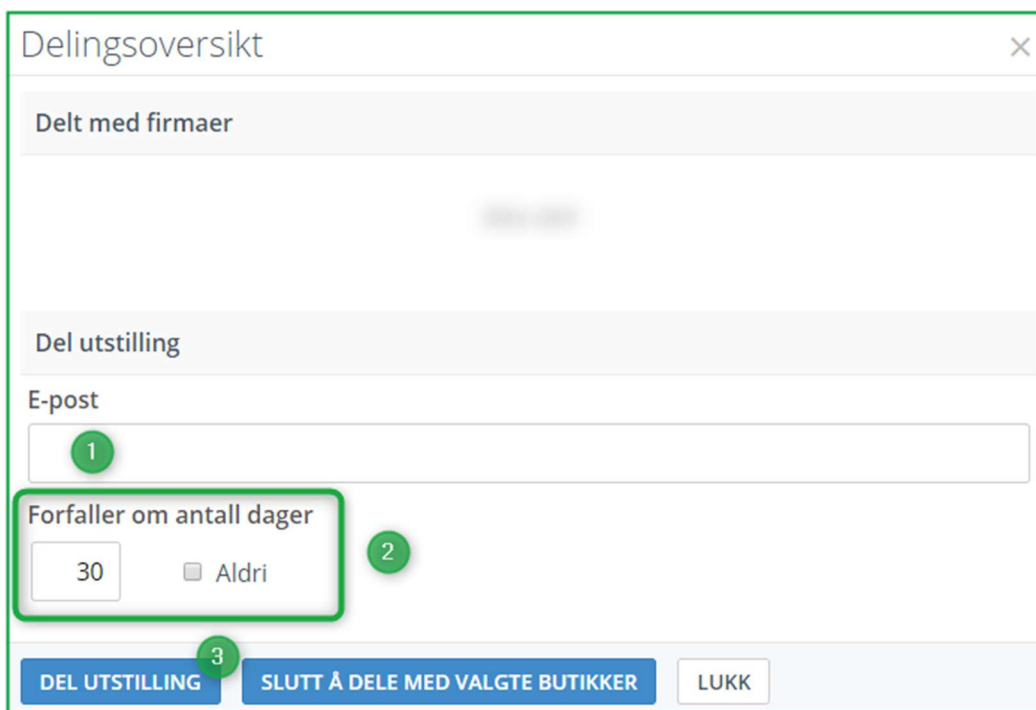 Delingsoversikt ×
Delt med firmaer
Del utstilling
E-post
1
Forfaller om antall dager
2
30 Aldri
3
DEL UTSTILLING SLUTT Å DELE MED VALGTE BUTIKKER LUKK